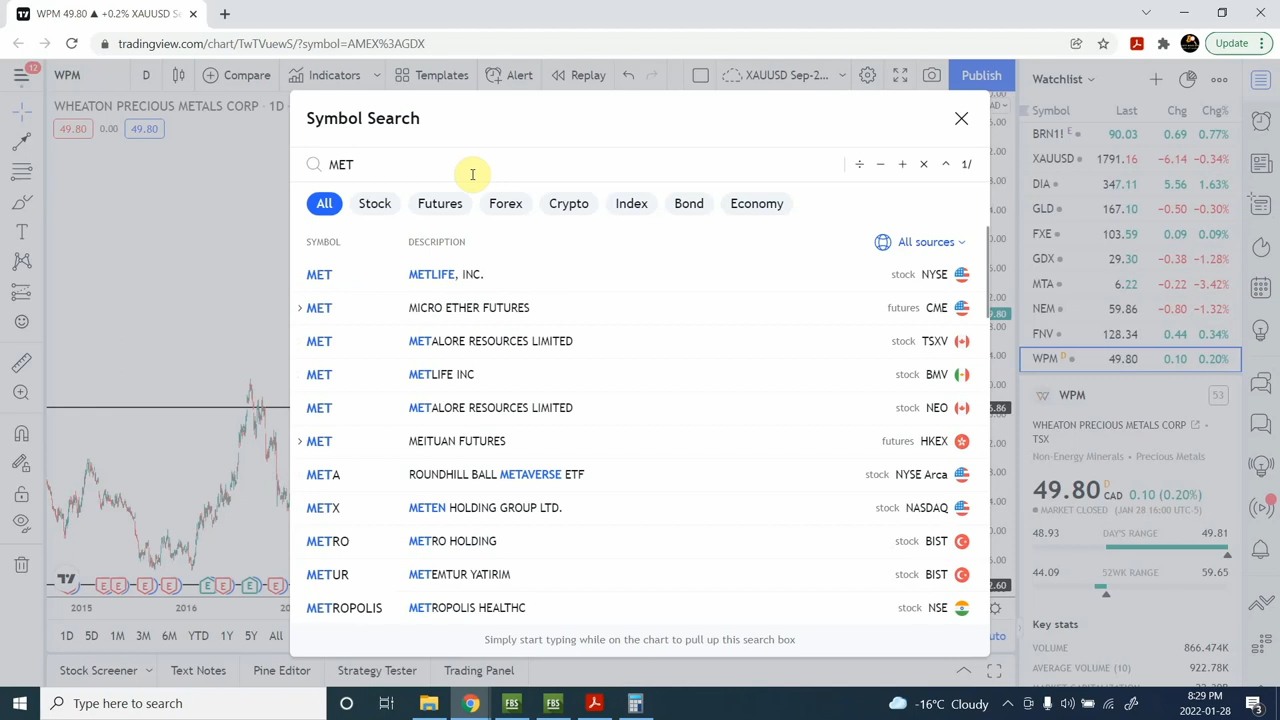 WPM 49.80 ▲ +0.2% XAUUSD Se
tradingview.com/chart/TwTVuewS/?symbol=AMEX%3AGDX
Update
12
WPM D Compare Indicators Templates Alert Replay XAUUSD Sep-2... Publish
Watchlist
WHEATON PRECIOUS METALS CORP · 1D
49.80 0.00 49.80
Symbol Search
MET
÷ − + × 1/
All Stock Futures Forex Crypto Index Bond Economy
SYMBOL DESCRIPTION All sources
MET METLIFE, INC. stock NYSE
MET MICRO ETHER FUTURES futures CME
MET METALORE RESOURCES LIMITED stock TSXV
MET METLIFE INC stock BMV
MET METALORE RESOURCES LIMITED stock NEO
MET MEITUAN FUTURES futures HKEX
META ROUNDHILL BALL METAVERSE ETF stock NYSE Arca
METX METEN HOLDING GROUP LTD. stock NASDAQ
METRO METRO HOLDING stock BIST
METUR METEMTUR YATIRIM stock BIST
METROPOLIS METROPOLIS HEALTHC stock NSE
Simply start typing while on the chart to pull up this search box
Symbol Last Chg Chg%
BRN1! E 90.03 0.69 0.77%
XAUUSD 1791.16 −6.14 −0.34%
DIA 347.11 5.56 1.63%
GLD 167.10 −0.50 −0.30%
FXE 103.59 0.09 0.09%
GDX 29.30 −0.38 −1.28%
MTA 6.22 −0.22 −3.42%
NEM 59.86 −0.80 −1.32%
FNV 128.34 0.44 0.34%
WPM D 49.80 0.10 0.20%
WPM 53
WHEATON PRECIOUS METALS CORP •
TSX
Non-Energy Minerals • Precious Metals
49.80 D CAD 0.10 (0.20%)
MARKET CLOSED (JAN 28 16:00 UTC-5)
48.93 DAY'S RANGE 49.81
44.09 52WK RANGE 59.65
Key stats
VOLUME 866.474K
AVERAGE VOLUME (10) 922.78K
2015 2016
1D 5D 1M 3M 6M YTD 1Y 5Y All
Stock Screener Text Notes Pine Editor Strategy Tester Trading Panel
Type here to search
FBS FBS
-16°C Cloudy
8:29 PM
2022-01-28
3